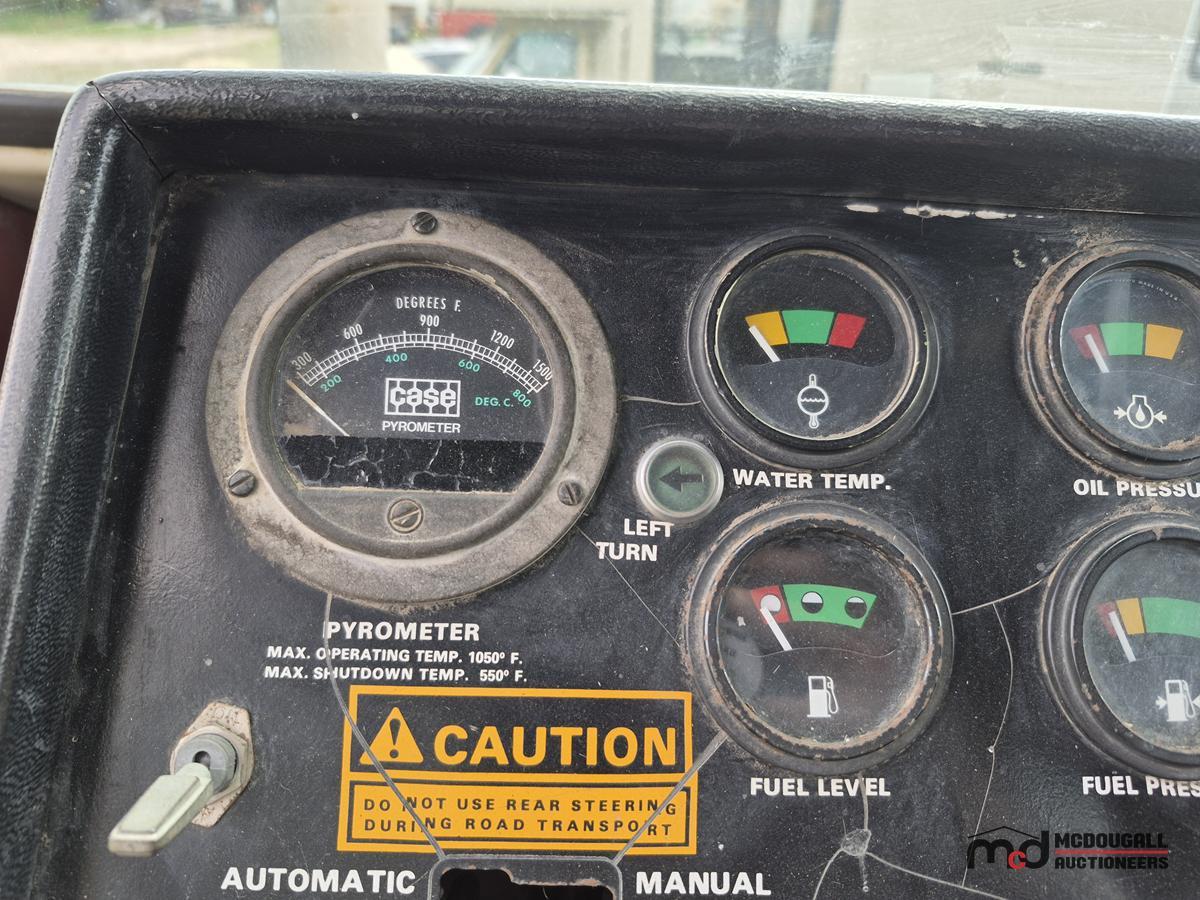 DEGREES F.
300 600 900 1200 1500
200 400 600 800
case
DEG. C.
PYROMETER
WATER TEMP.
OIL PRESSU
LEFT
TURN
PYROMETER
MAX. OPERATING TEMP. 1050° F.
MAX. SHUTDOWN TEMP. 550° F.
CAUTION
DO NOT USE REAR STEERING
DURING ROAD TRANSPORT
FUEL LEVEL
FUEL PRES
AUTOMATIC
MANUAL
mcd
MCDOUGALL
AUCTIONEERS